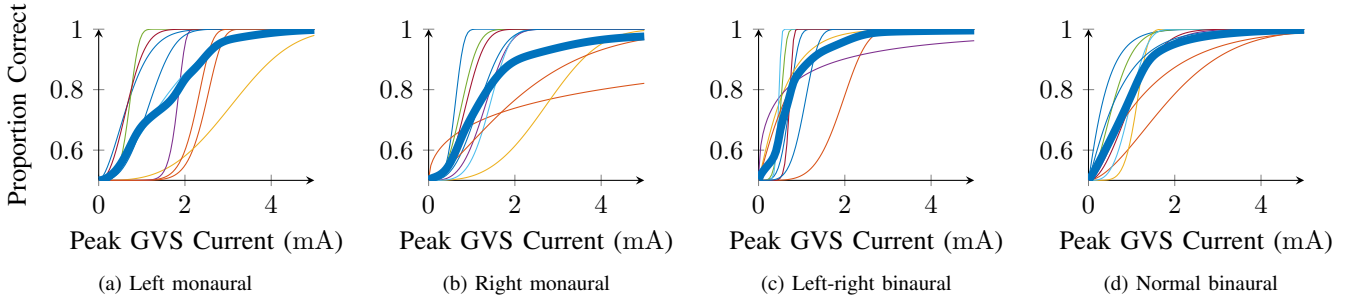 Proportion Correct
1
0.8
0.6
0 2 4
Peak GVS Current (mA)
(a) Left monaural
1
0.8
0.6
0 2 4
Peak GVS Current (mA)
(b) Right monaural
1
0.8
0.6
0 2 4
Peak GVS Current (mA)
(c) Left-right binaural
1
0.8
0.6
0 2 4
Peak GVS Current (mA)
(d) Normal binaural